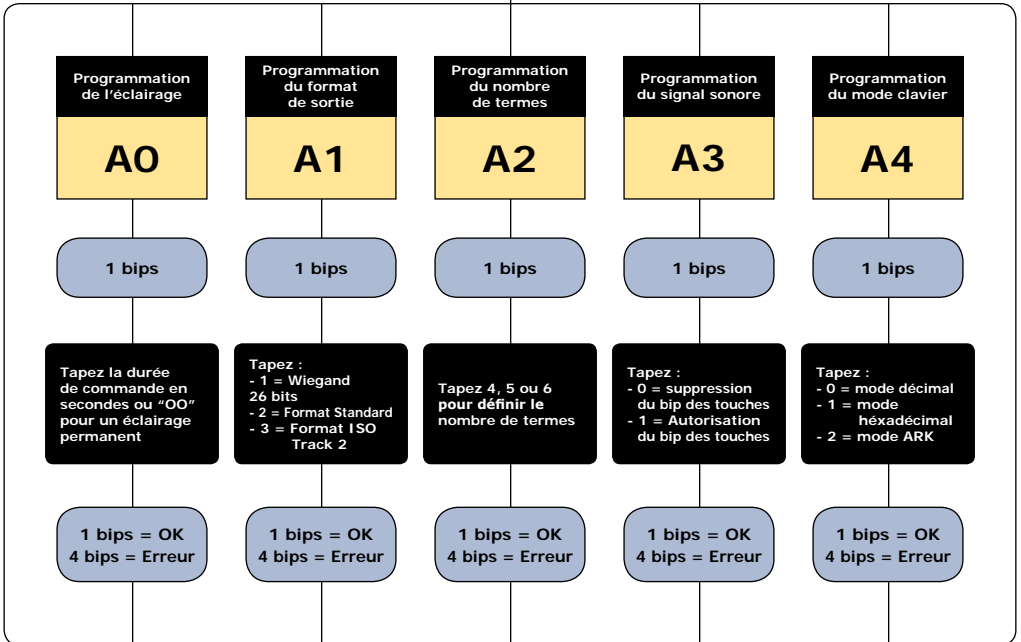 Programmation
de l'éclairage
A0
1 bips
Tapez la durée
de commande en
secondes ou “OO”
pour un éclairage
permanent
1 bips = OK
4 bips = Erreur
Programmation
du format
de sortie
A1
1 bips
Tapez :
- 1 = Wiegand
26 bits
- 2 = Format Standard
- 3 = Format ISO
Track 2
1 bips = OK
4 bips = Erreur
Programmation
du nombre
de termes
A2
1 bips
Tapez 4, 5 ou 6
pour définir le
nombre de termes
1 bips = OK
4 bips = Erreur
Programmation
du signal sonore
A3
1 bips
Tapez :
- 0 = suppression
du bip des touches
- 1 = Autorisation
du bip des touches
1 bips = OK
4 bips = Erreur
Programmation
du mode clavier
A4
1 bips
Tapez :
- 0 = mode décimal
- 1 = mode
héxadécimal
- 2 = mode ARK
1 bips = OK
4 bips = Erreur